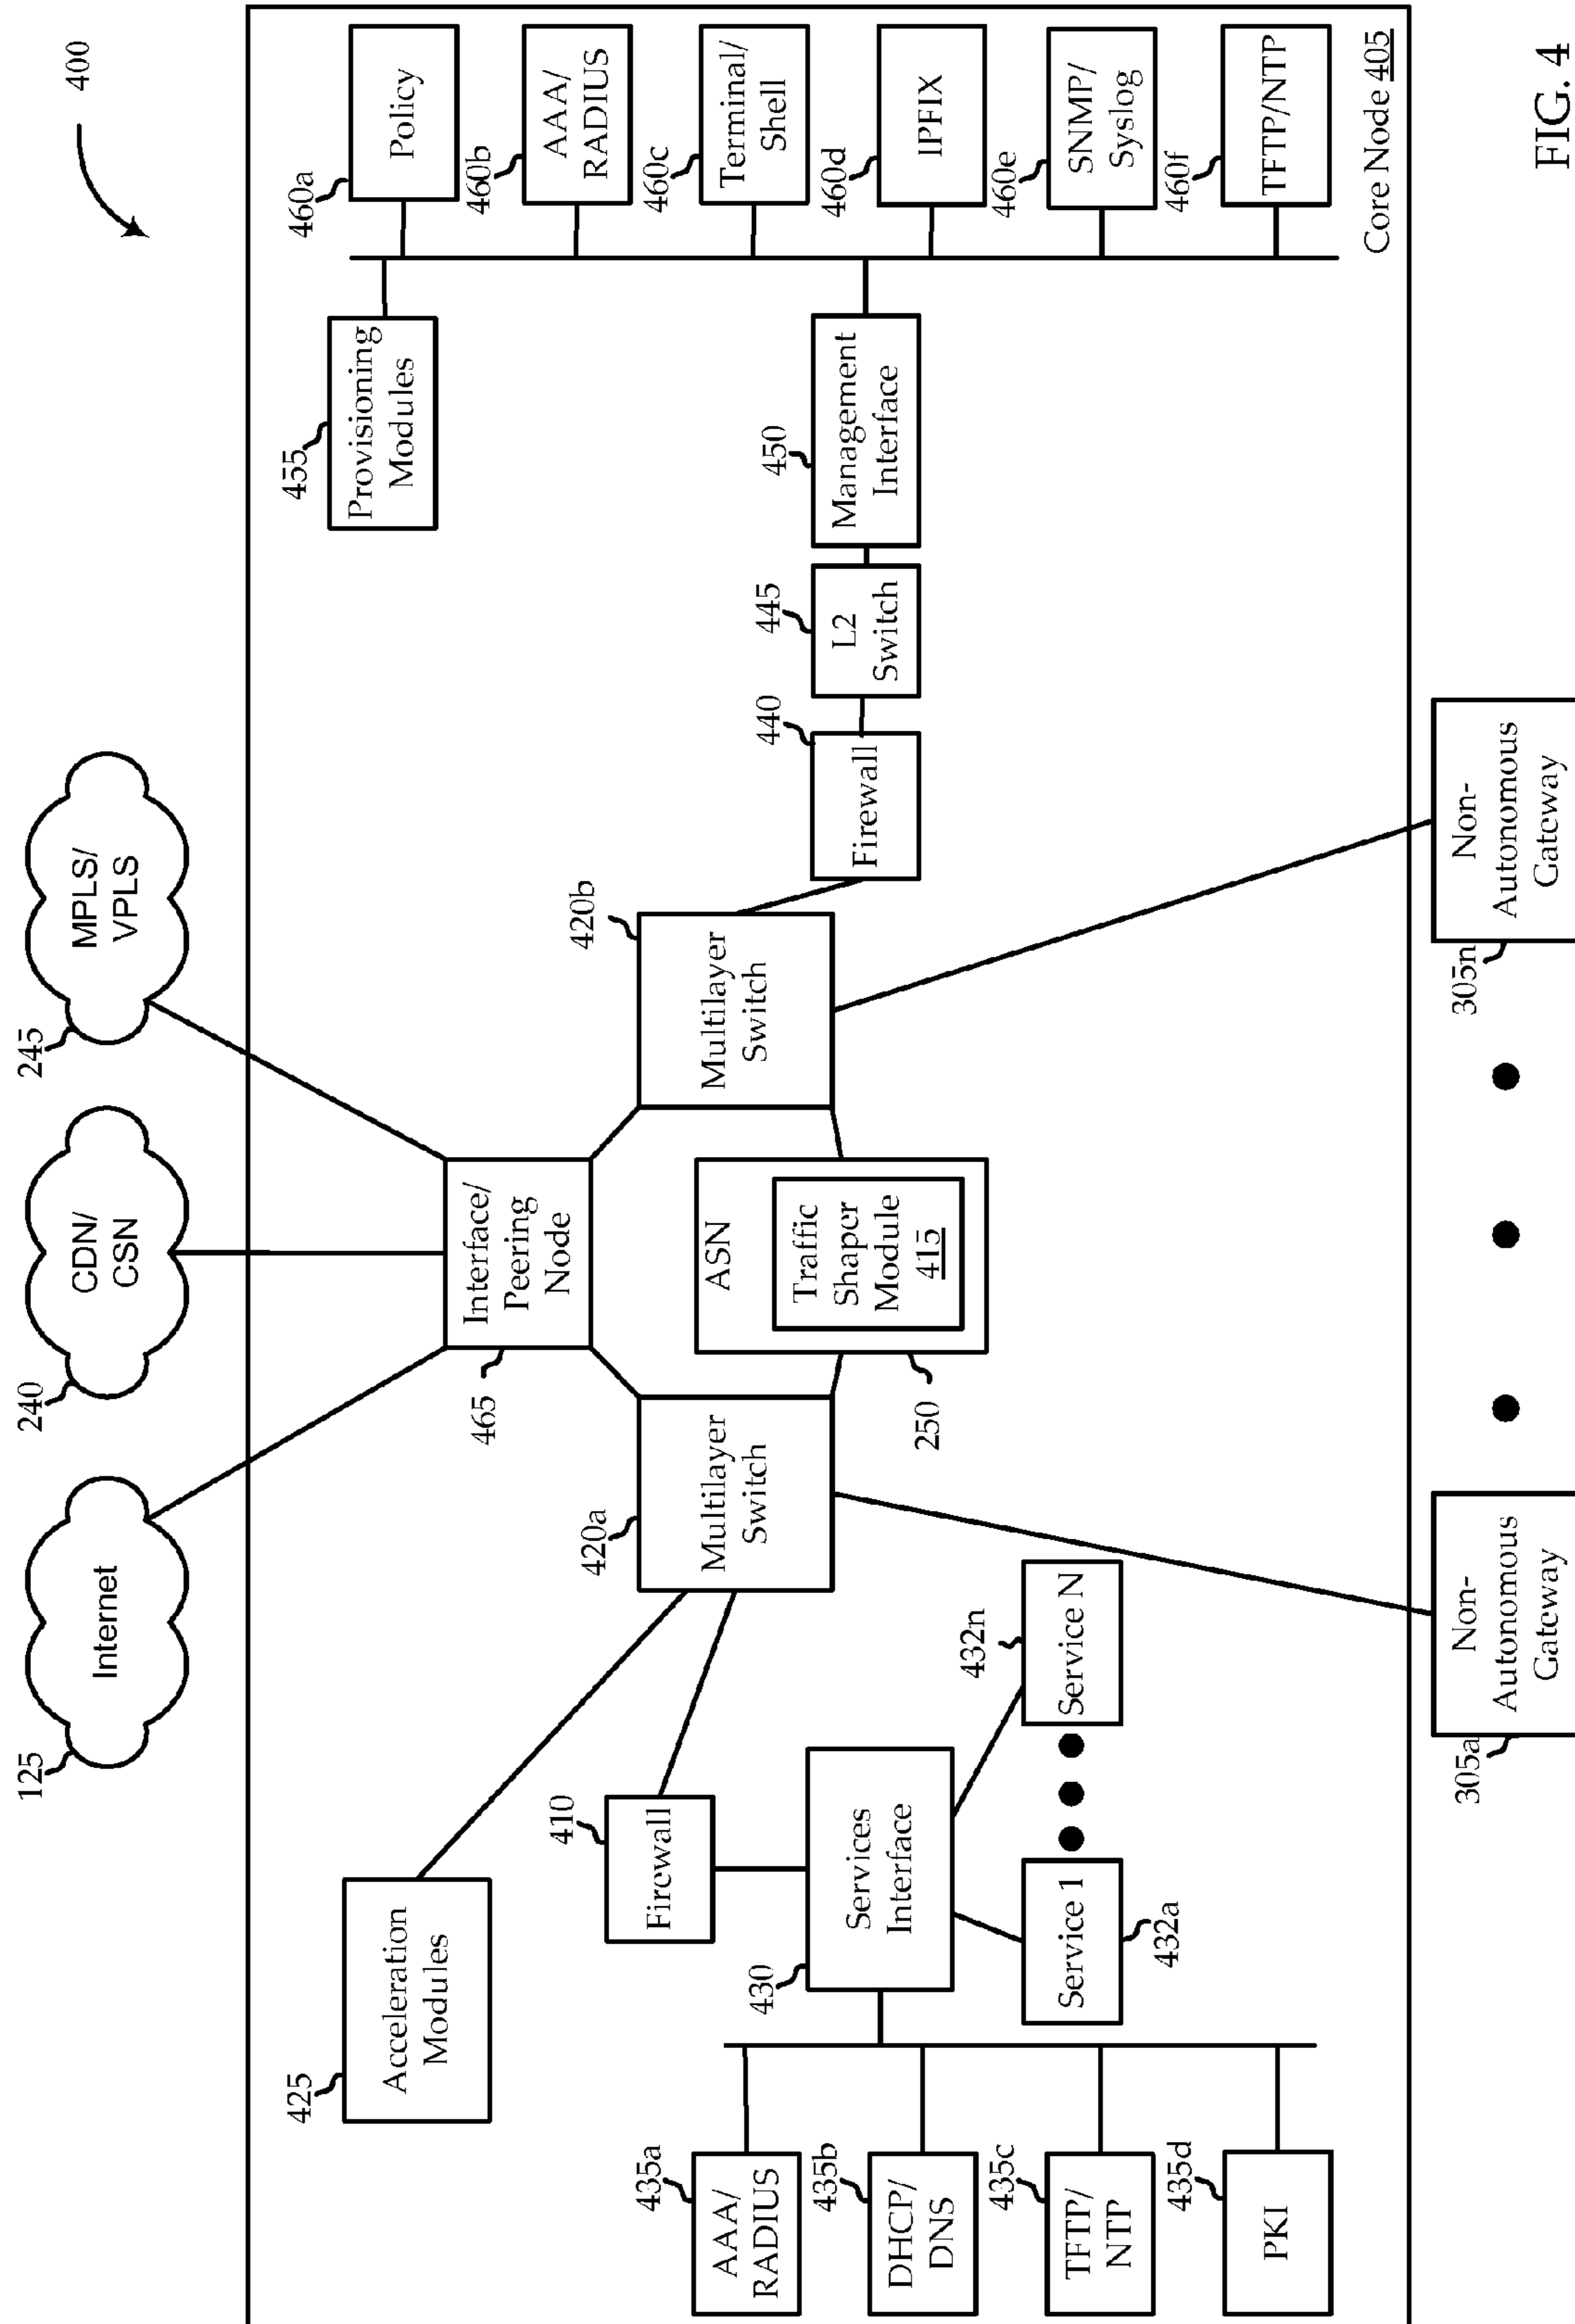 400
125
Internet
240
CDN/
CSN
245
MPLS/
VPLS
425
Acceleration
Modules
465
Interface/
Peering
Node
455
Provisioning
Modules
460a
Policy
460b
AAA/
RADIUS
460c
Terminal/
Shell
460d
IPFIX
460e
SNMP/
Syslog
460f
TFTP/NTP
410
Firewall
420a
Multilayer
Switch
ASN
Traffic
Shaper
Module
415
250
420b
Multilayer
Switch
440
Firewall
445
L2
Switch
450
Management
Interface
435a
AAA/
RADIUS
435b
DHCP/
DNS
435c
TFTP/
NTP
435d
PKI
430
Services
Interface
Service 1
432a
432n
Service N
Core Node 405
305a
Non-
Autonomous
Gateway
305n
Non-
Autonomous
Gateway
FIG. 4